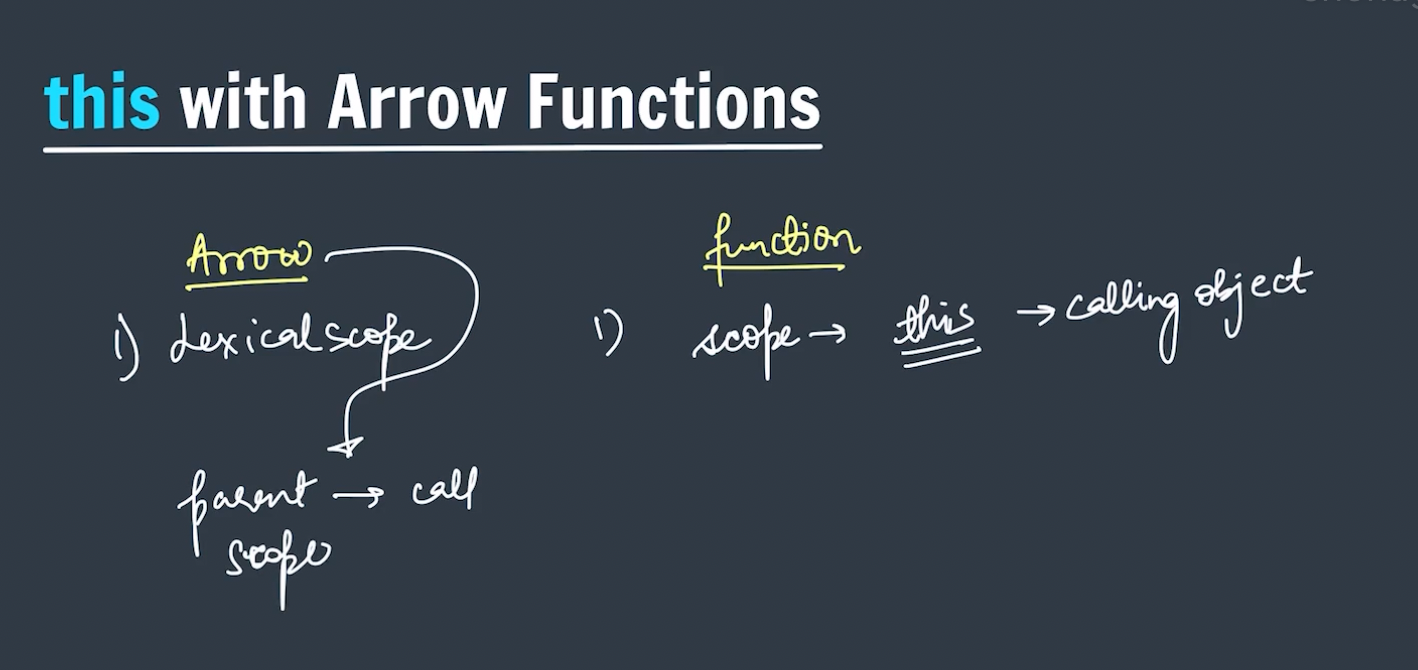 this with Arrow Functions
Arrow
function
1) Lexical scope
1) scope → this → calling object
parent → call
scope